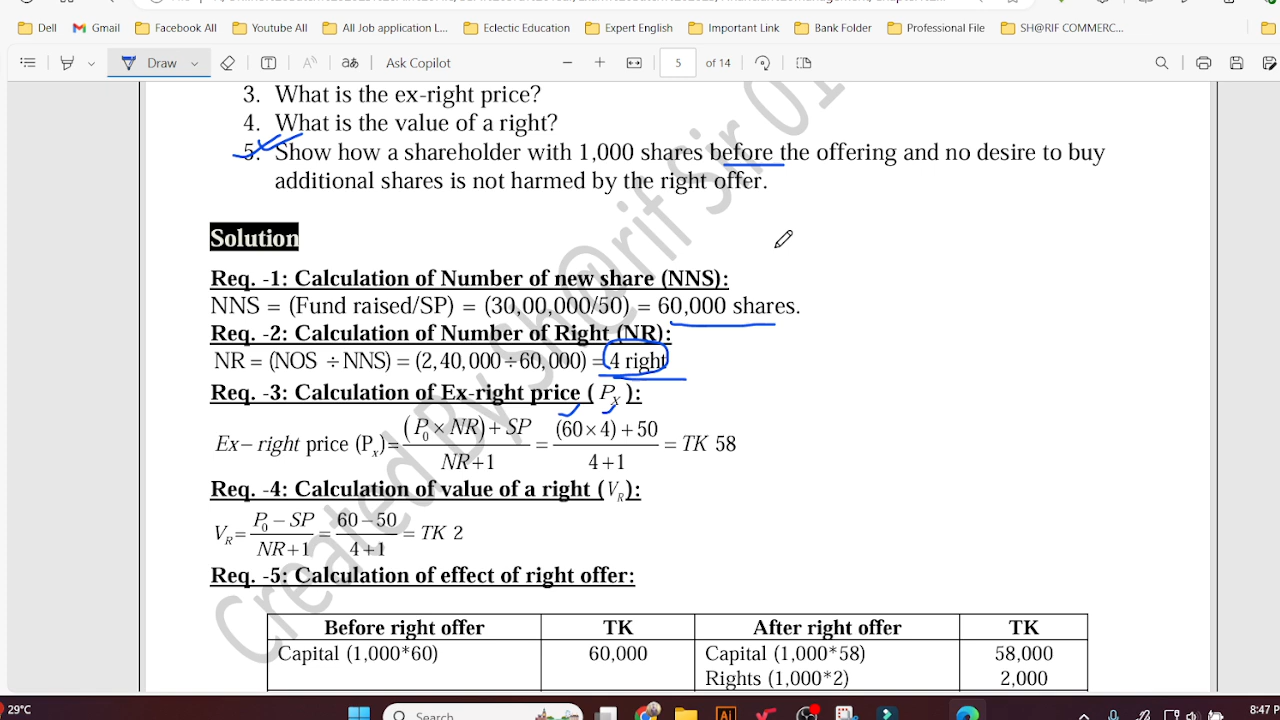 Dell Gmail Facebook All Youtube All All Job application L... Eclectic Education Expert English Important Link Bank Folder Professional File SH@RIF COMMERC...
Draw Ask Copilot 5 of 14
3. What is the ex-right price?
4. What is the value of a right?
5. Show how a shareholder with 1,000 shares before the offering and no desire to buy
additional shares is not harmed by the right offer.
Solution
Req. -1: Calculation of Number of new share (NNS):
NNS = (Fund raised/SP) = (30,00,000/50) = 60,000 shares.
Req. -2: Calculation of Number of Right (NR):
NR = (NOS ÷ NNS) = (2,40,000÷60,000) = 4 right
Req. -3: Calculation of Ex-right price (Px):
Ex− right price (Px)= (P0 × NR)+ SP / NR+1 = (60×4)+50 / 4+1 = TK 58
Req. -4: Calculation of value of a right (VR):
VR = P0 − SP / NR+1 = 60−50 / 4+1 = TK 2
Req. -5: Calculation of effect of right offer:
Before right offer TK After right offer TK
Capital (1,000*60) 60,000 Capital (1,000*58) 58,000
Rights (1,000*2) 2,000
Created By Sh@rif Sir 01
29°C Search 8:47